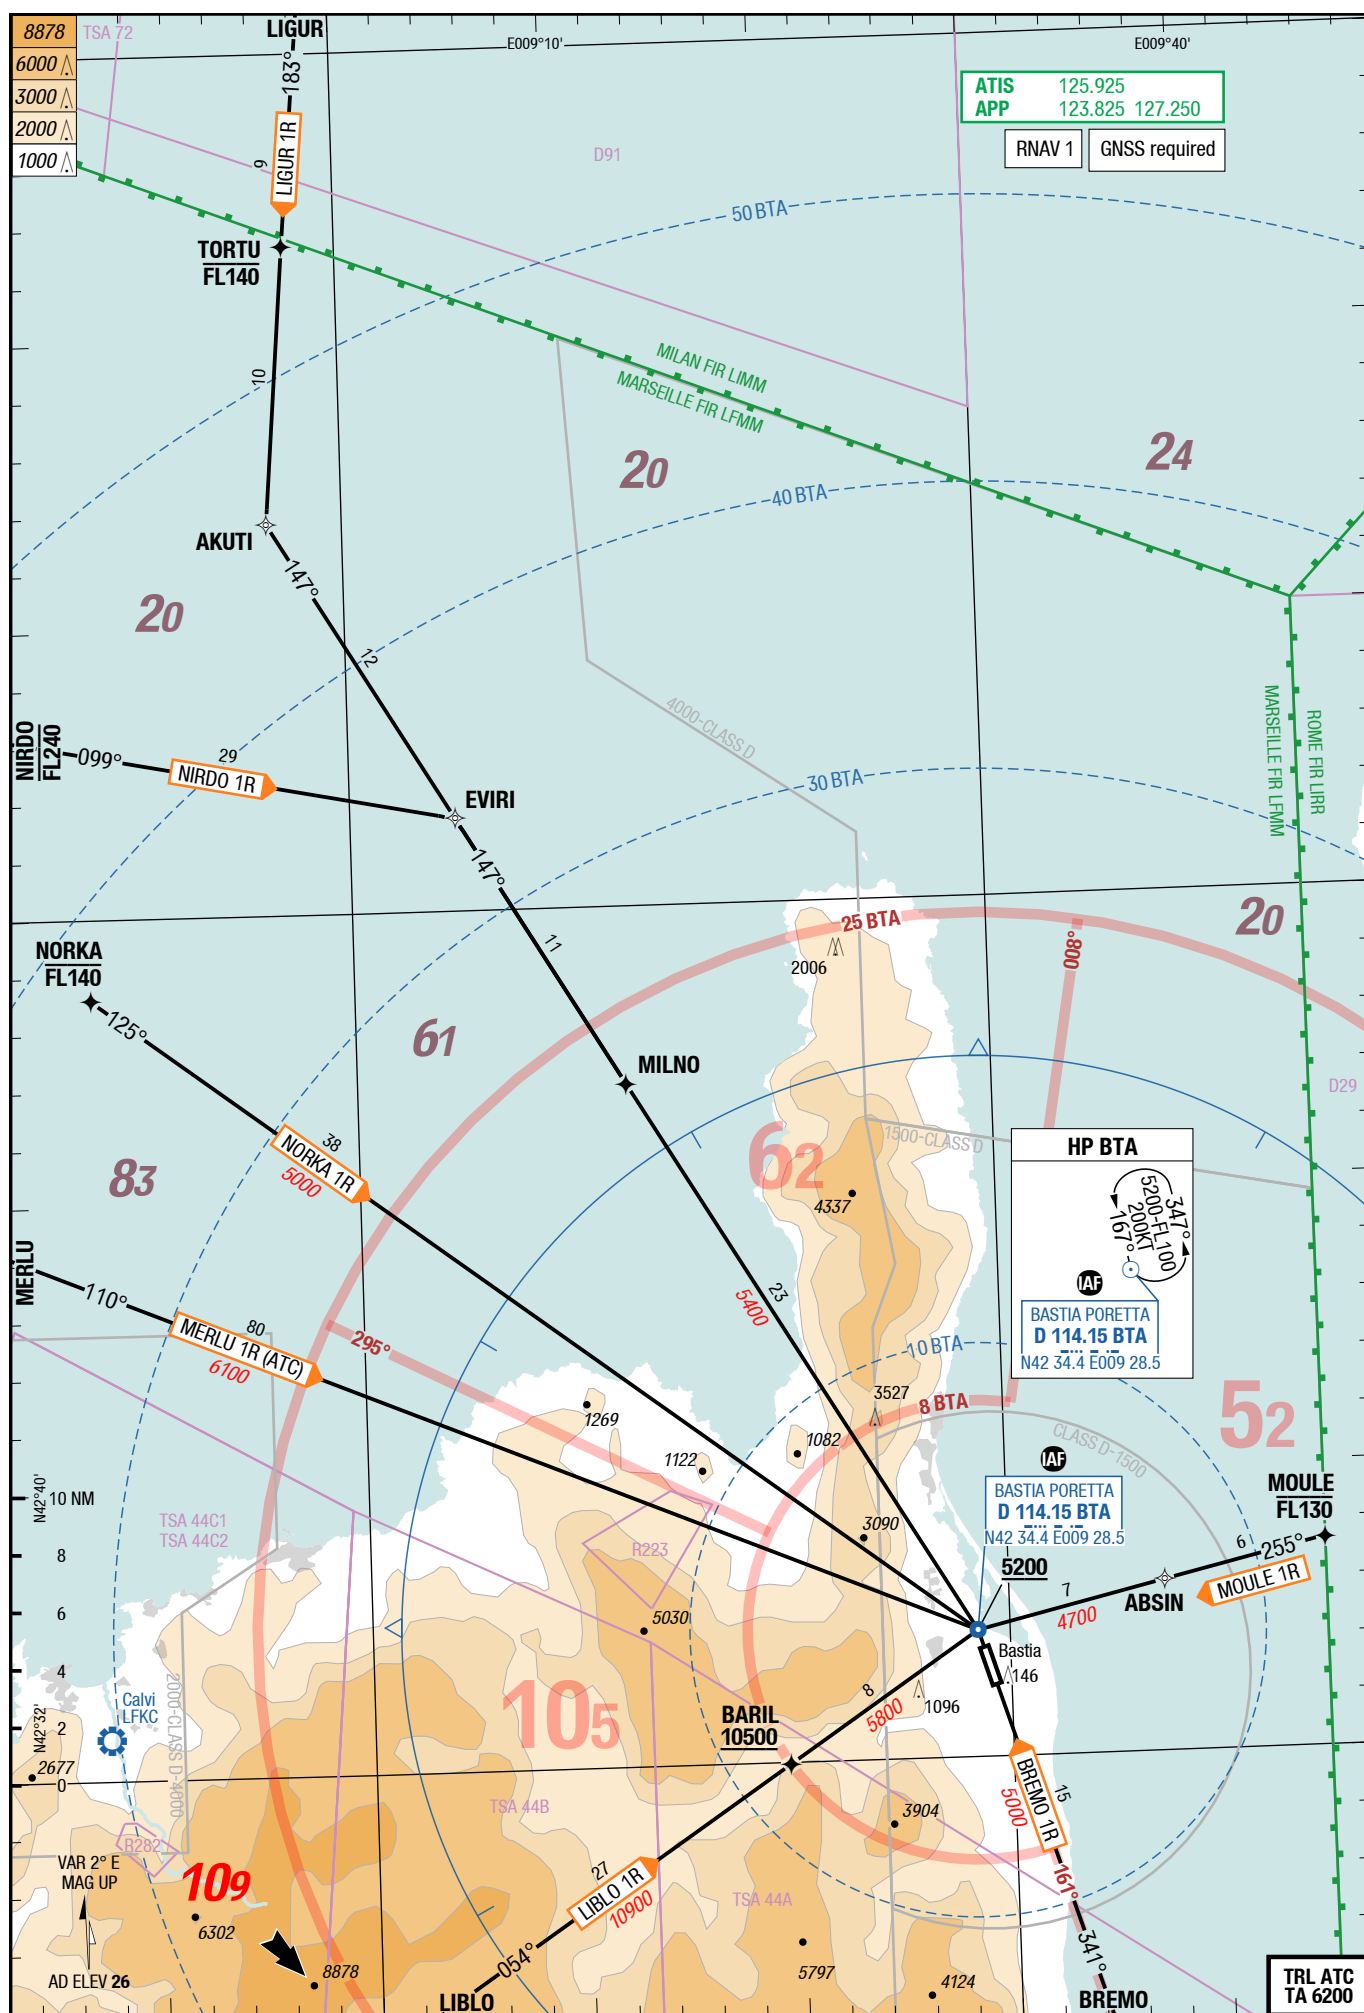 8878
6000
3000
2000
1000
TSA 72
LIGUR
183°
E009°10'
E009°40'
ATIS 125.925
APP 123.825 127.250
RNAV 1
GNSS required
D91
9
LIGUR 1R
50 BTA
TORTU
FL140
10
MILAN FIR LIMM
MARSEILLE FIR LFMM
20
24
40 BTA
AKUTI
147°
20
12
4000-CLASS D
MARSEILLE FIR LFMM
ROME FIR LIRR
NIRDO
FL240
099°
29
NIRDO 1R
30 BTA
EVIRI
147°
11
25 BTA
008°
20
2006
NORKA
FL140
125°
61
MILNO
D29
1500-CLASS D
62
83
38
NORKA 1R
5000
4337
HP BTA
347°
5200-FL100
200KT
167°
IAF
BASTIA PORETTA
D 114.15 BTA
N42 34.4 E009 28.5
MERLU
110°
80
MERLU 1R (ATC)
6100
295°
23
5400
10 BTA
3527
8 BTA
52
1269
1082
1122
CLASS D-1500
IAF
BASTIA PORETTA
D 114.15 BTA
N42 34.4 E009 28.5
5200
MOULE
FL130
6
255°
MOULE 1R
7
4700
ABSIN
N42°40'
10 NM
8
6
4
2
0
N42°32'
TSA 44C1
TSA 44C2
R223
3090
5030
Bastia
146
1096
2000-CLASS D-4000
Calvi
LFKC
105
BARIL
10500
8
5800
2677
TSA 44B
3904
BREMO 1R
15
5000
R282
VAR 2° E
MAG UP
109
27
LIBLO 1R
10900
TSA 44A
161°
6302
054°
341°
AD ELEV 26
8878
LIBLO
5797
4124
BREMO
TRL ATC
TA 6200